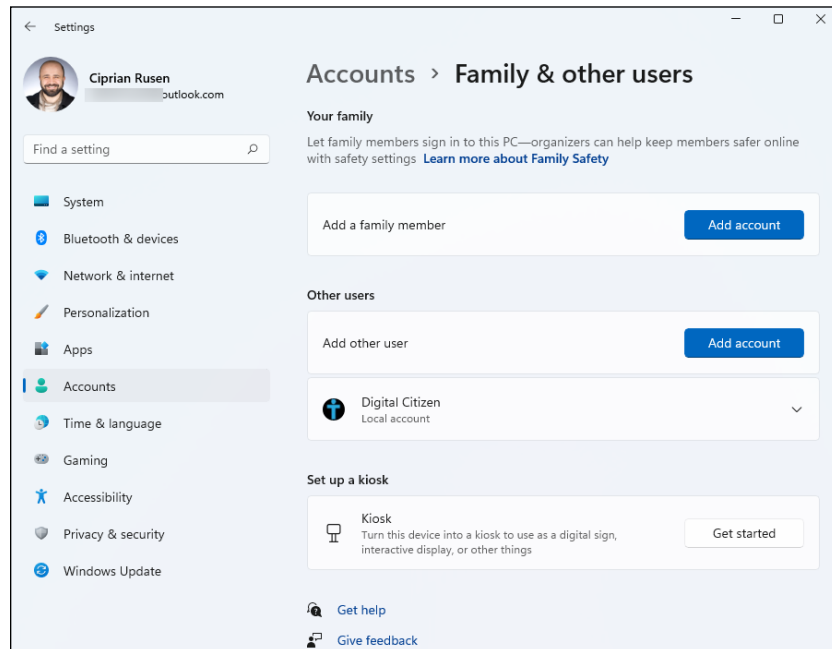 Settings
Ciprian Rusen
outlook.com
Find a setting
System
Bluetooth & devices
Network & internet
Personalization
Apps
Accounts
Time & language
Gaming
Accessibility
Privacy & security
Windows Update
Accounts > Family & other users
Your family
Let family members sign in to this PC—organizers can help keep members safer online
with safety settings Learn more about Family Safety
Add a family member Add account
Other users
Add other user Add account
Digital Citizen
Local account
Set up a kiosk
Kiosk
Turn this device into a kiosk to use as a digital sign,
interactive display, or other things
Get started
Get help
Give feedback